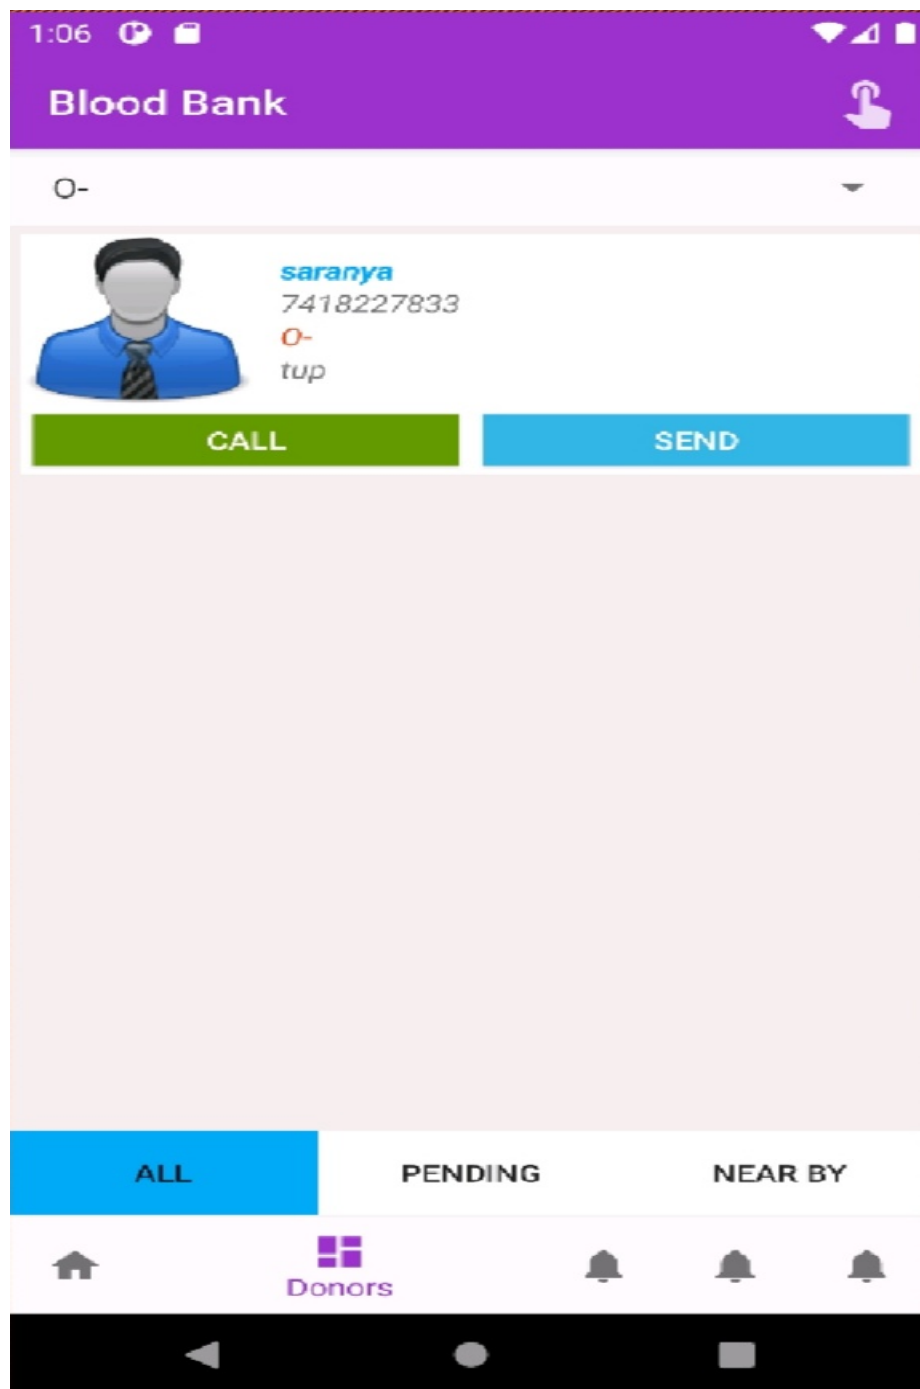 1:06
Blood Bank
O-
saranya
7418227833
O-
tup
CALL SEND
ALL PENDING NEAR BY
Donors